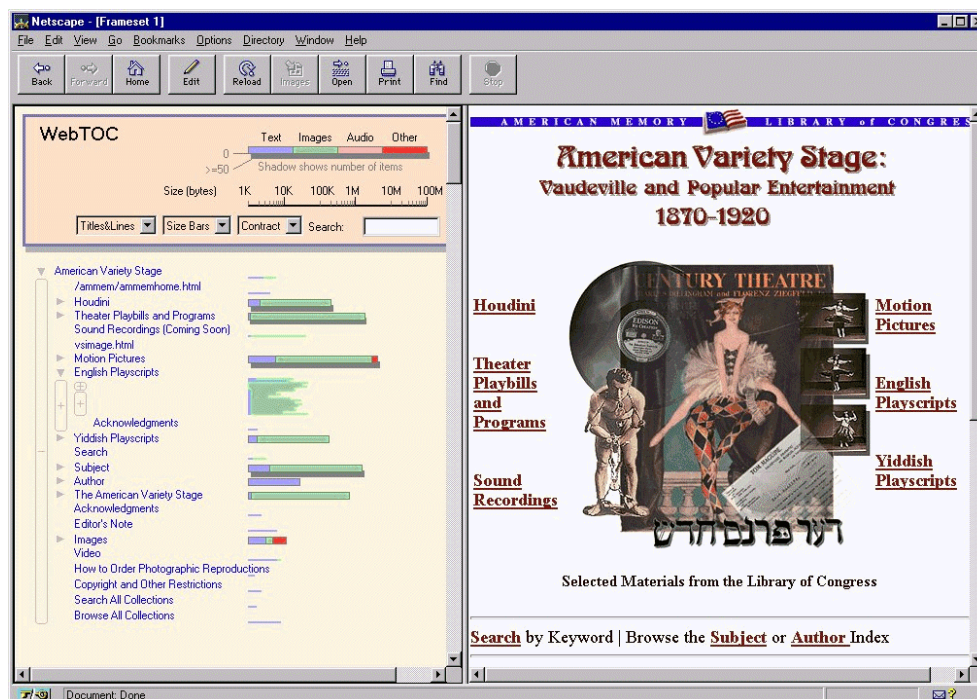 Netscape - [Frameset 1]
File Edit View Go Bookmarks Options Directory Window Help
Back Forward Home Edit Reload Images Open Print Find Stop
WebTOC
Text Images Audio Other
0
>=50 Shadow shows number of items
Size (bytes) 1K 10K 100K 1M 10M 100M
Titles&Lines Size Bars Contract Search:
American Variety Stage
/ammem/ammemhome.html
Houdini
Theater Playbills and Programs
Sound Recordings (Coming Soon)
vsimage.html
Motion Pictures
English Playscripts
Acknowledgments
Yiddish Playscripts
Search
Subject
Author
The American Variety Stage
Acknowledgments
Editor's Note
Images
Video
How to Order Photographic Reproductions
Copyright and Other Restrictions
Search All Collections
Browse All Collections
AMERICAN MEMORY LIBRARY of CONGRES
American Variety Stage:
Vaudeville and Popular Entertainment
1870-1920
Houdini
Theater
Playbills
and
Programs
Sound
Recordings
CENTURY THEATRE
EDISON
Motion
Pictures
English
Playscripts
Yiddish
Playscripts
דער פרנס חדש
Selected Materials from the Library of Congress
Search by Keyword | Browse the Subject or Author Index
Document: Done